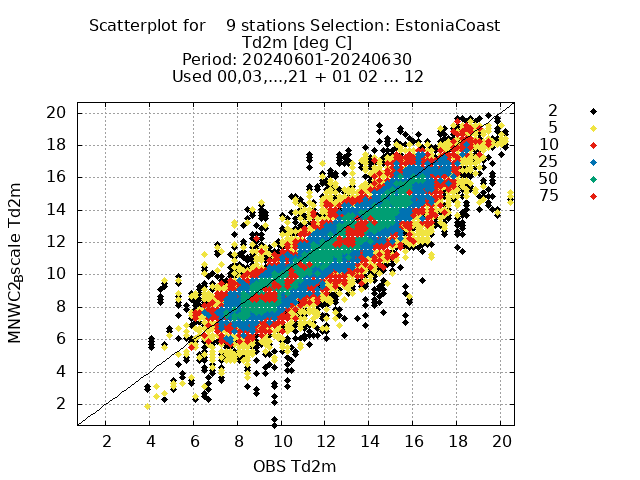 Scatterplot for    9 stations Selection: EstoniaCoast
Td2m [deg C]
Period: 20240601-20240630
Used 00,03,...,21 + 01 02 ... 12
2
5
10
25
50
75
20
18
16
14
12
10
8
6
4
2
MNWC2.5scale Td2m
2 4 6 8 10 12 14 16 18 20
OBS Td2m